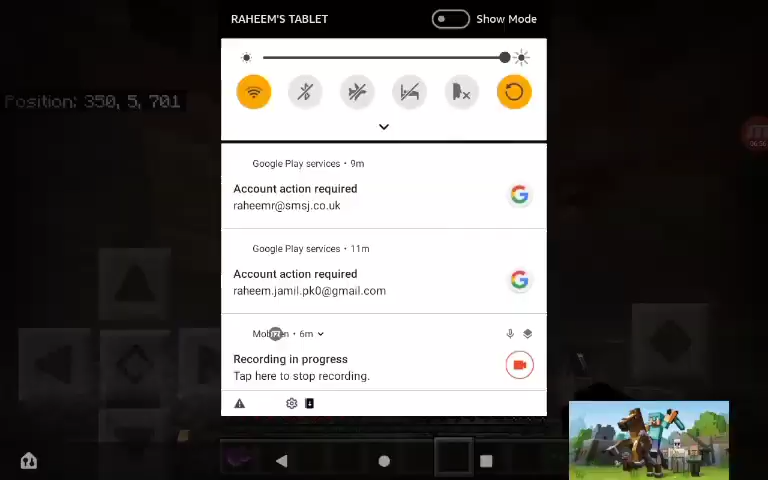 RAHEEM'S TABLET
Show Mode
Position: 350, 5, 701
Google Play services • 9m
Account action required
raheemr@smsj.co.uk
Google Play services • 11m
Account action required
raheem.jamil.pk0@gmail.com
• 6m
Recording in progress
Tap here to stop recording.